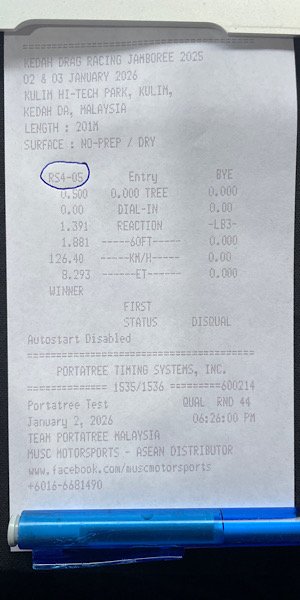 KEDAH DRAG RACING JAMBOREE 2025
02 & 03 JANUARY 2026
KULIM HI-TECH PARK, KULIM,
KEDAH DA, MALAYSIA
LENGTH : 201M
SURFACE : NO-PREP / DRY
RS4-05 Entry BYE
0.500 0.000 TREE 0.000
0.00 DIAL-IN 0.00
1.391 REACTION -LB3-
1.881 ------60FT----- 0.000
126.40 -----KM/H----- 0.00
8.293 ------ET------ 0.000
WINNER
FIRST
STATUS DISQUAL
Autostart Disabled
=====================================
PORTATREE TIMING SYSTEMS, INC.
============= 1535/1536 =========600214
Portatree Test QUAL RND 44
January 2, 2026 06:26:00 PM
TEAM PORTATREE MALAYSIA
MUSC MOTORSPORTS - ASEAN DISTRIBUTOR
www.facebook.com/muscmotorsports
+6016-6681490